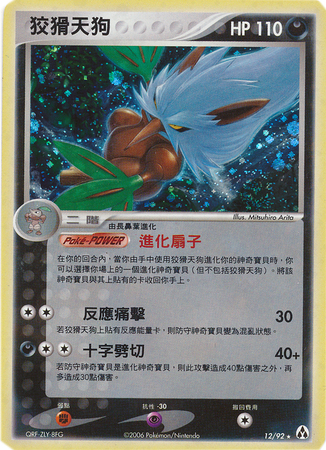 狡猾天狗 HP 110
Illus. Mitsuhiro Arita
二階 由長鼻葉進化
Poké-POWER 進化扇子
在你的回合內，當你由手中使用狡猾天狗進化你的神奇寶貝時，你
可以選擇你場上的一個進化神奇寶貝（但不包括狡猾天狗）。將該
神奇寶貝與其上貼有的卡收回你手上。
反應痛擊 30
若狡猾天狗上貼有反應能量卡，則防守神奇寶貝變為混亂狀態。
十字劈切 40+
若防守神奇寶貝是進化神奇寶貝，則此攻擊造成40點傷害之外，再
多造成30點傷害。
弱點 抗性 -30 撤回費用
QRF ZLY 8FG ©2006 Pokémon/Nintendo 12/92 ★